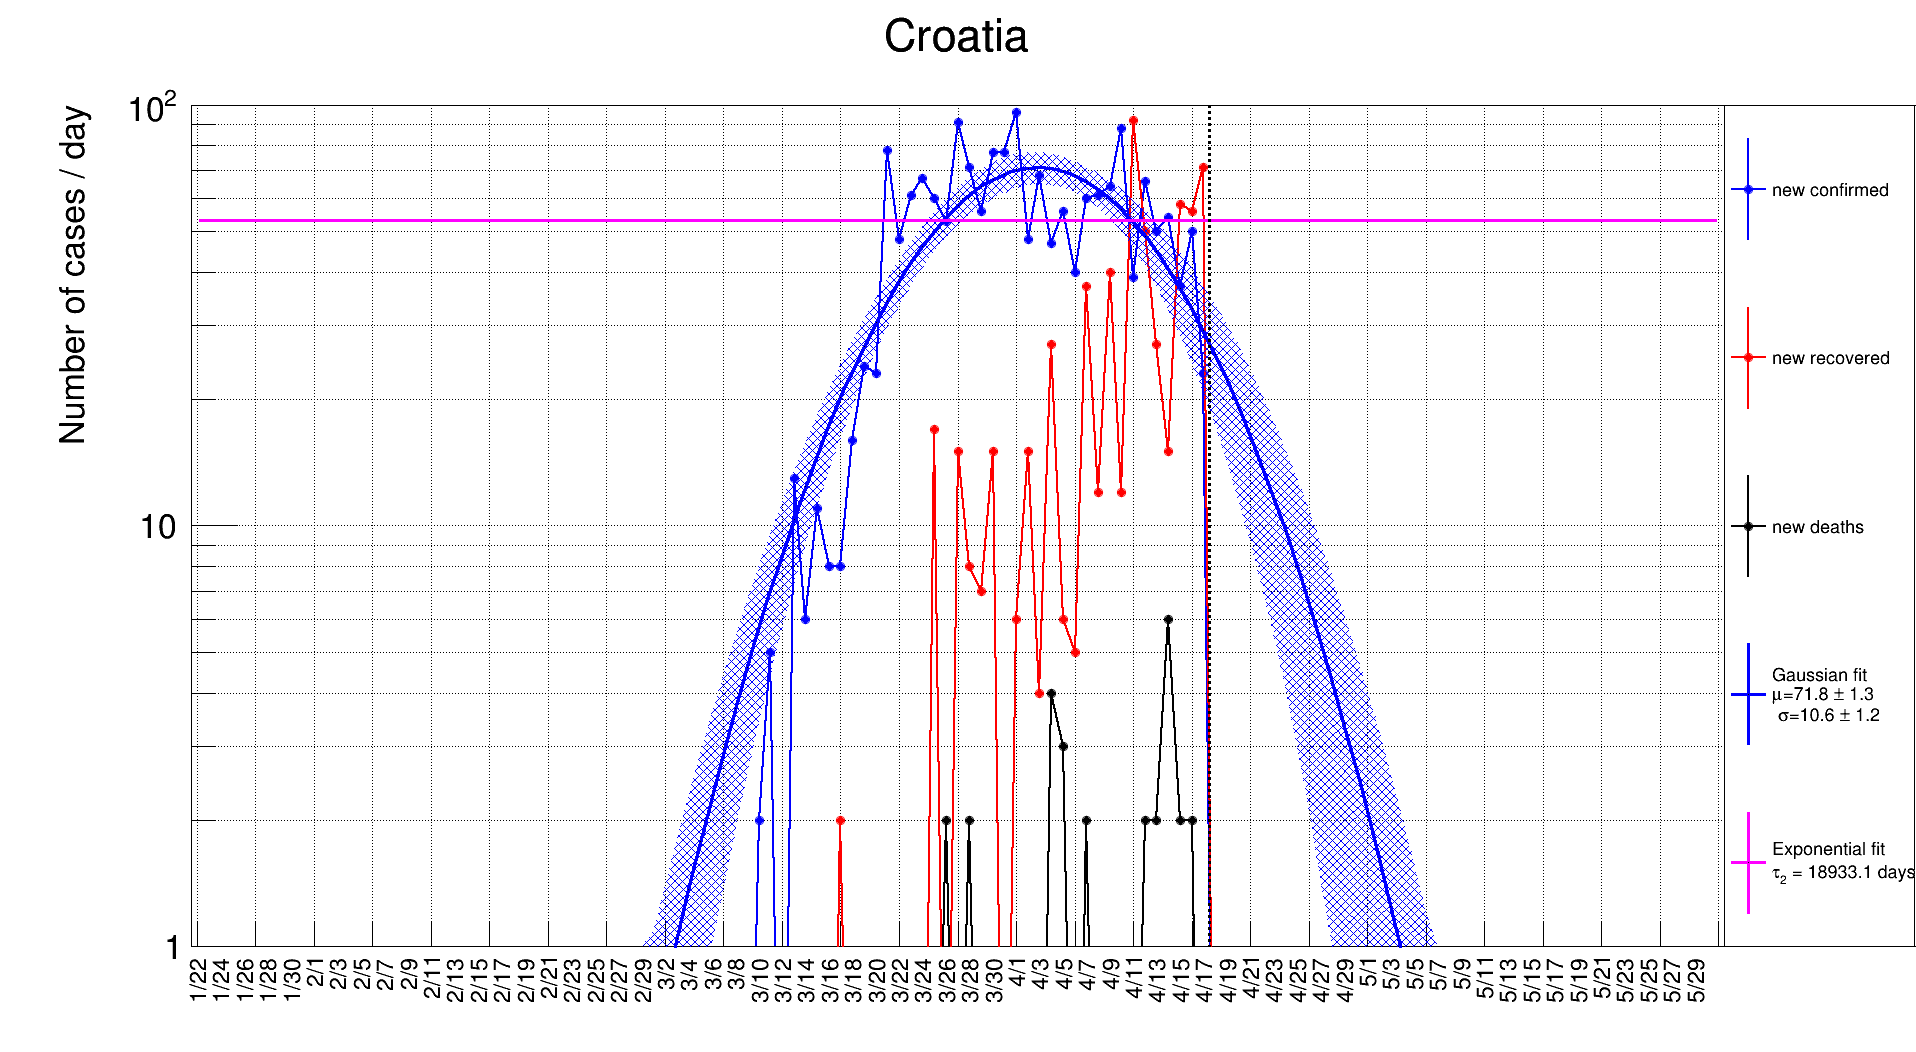 Croatia
Number of cases / day
10²
10
1
1/22 1/24 1/26 1/28 1/30 2/1 2/3 2/5 2/7 2/9 2/11 2/13 2/15 2/17 2/19 2/21 2/23 2/25 2/27 2/29 3/2 3/4 3/6 3/8 3/10 3/12 3/14 3/16 3/18 3/20 3/22 3/24 3/26 3/28 3/30 4/1 4/3 4/5 4/7 4/9 4/11 4/13 4/15 4/17 4/19 4/21 4/23 4/25 4/27 4/29 5/1 5/3 5/5 5/7 5/9 5/11 5/13 5/15 5/17 5/19 5/21 5/23 5/25 5/27 5/29
new confirmed
new recovered
new deaths
Gaussian fit
μ=71.8 ± 1.3
σ=10.6 ± 1.2
Exponential fit
τ₂ = 18933.1 days